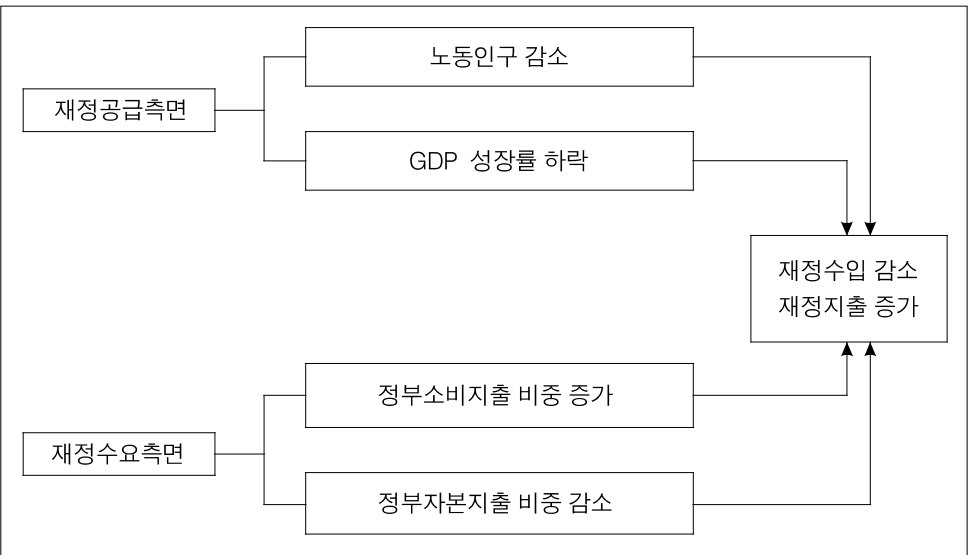 노동인구 감소
재정공급측면
GDP 성장률 하락
재정수입 감소
재정지출 증가
정부소비지출 비중 증가
재정수요측면
정부자본지출 비중 감소